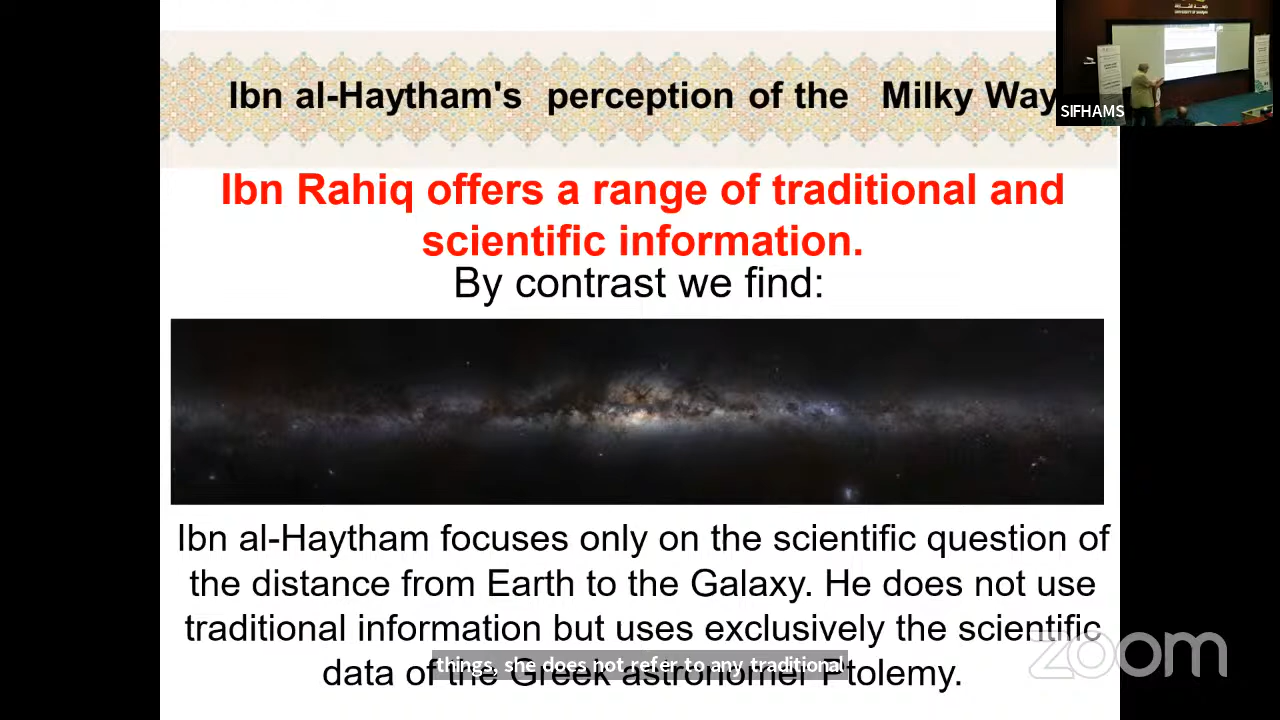 Ibn al-Haytham's perception of the Milky Way
SIFHAMS
Ibn Rahiq offers a range of traditional and
scientific information.
By contrast we find:
Ibn al-Haytham focuses only on the scientific question of
the distance from Earth to the Galaxy. He does not use
traditional information but uses exclusively the scientific
data of the Greek astronomer Ptolemy.
things, she does not refer to any traditional
zoom